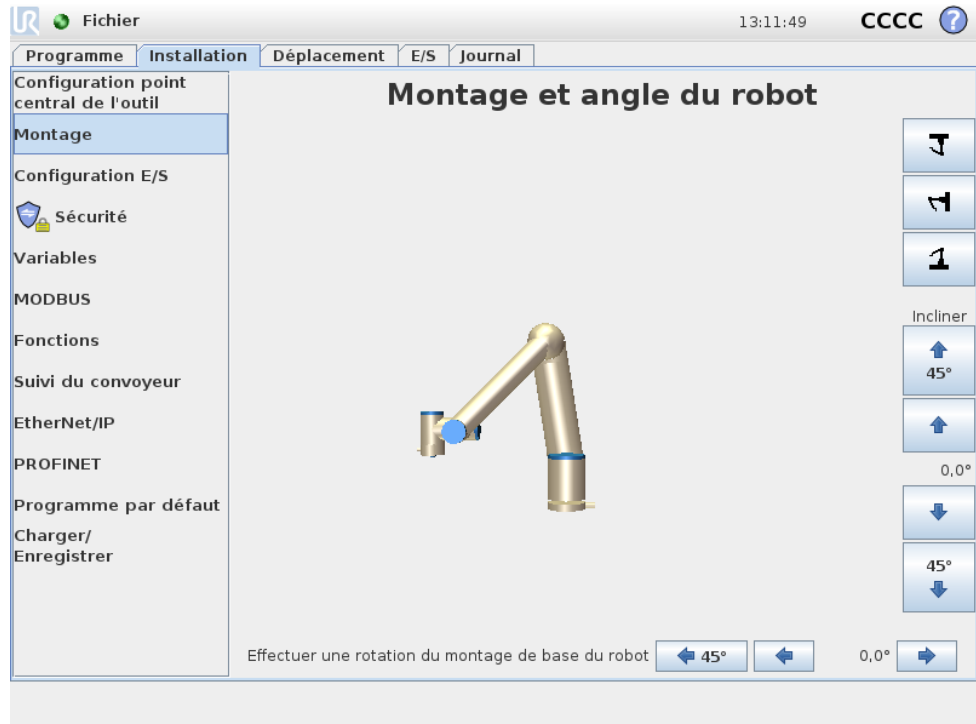 UR Fichier 13:11:49 CCCC ?
Programme Installation Déplacement E/S Journal
Configuration point
central de l'outil
Montage
Configuration E/S
Sécurité
Variables
MODBUS
Fonctions
Suivi du convoyeur
EtherNet/IP
PROFINET
Programme par défaut
Charger/
Enregistrer
Montage et angle du robot
Incliner
45°
0,0°
45°
Effectuer une rotation du montage de base du robot 45° 0,0°